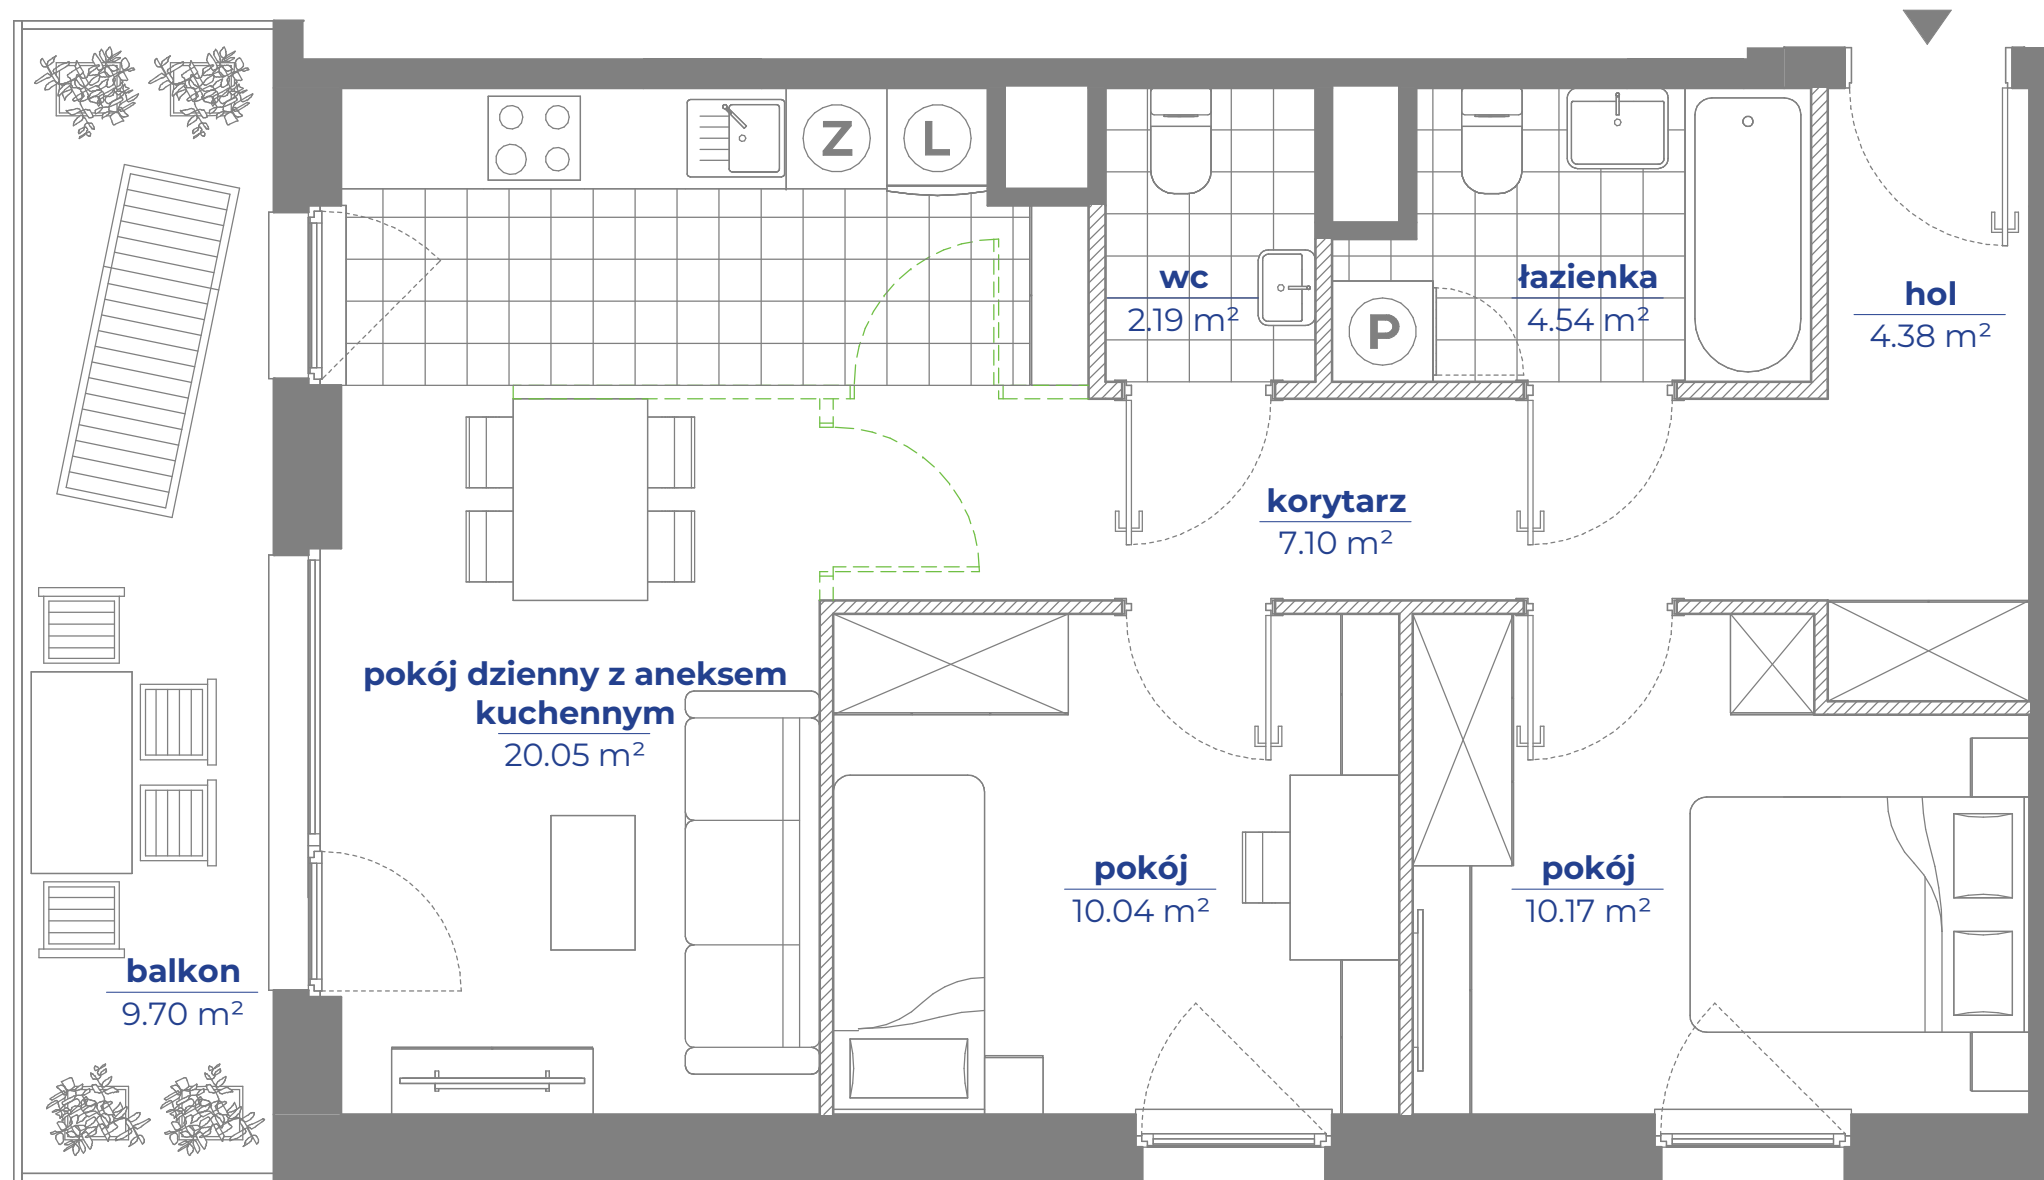 Z
L
wc
2.19 m²
łazienka
4.54 m²
P
hol
4.38 m²
korytarz
7.10 m²
pokój dzienny z aneksem
kuchennym
20.05 m²
pokój
10.04 m²
pokój
10.17 m²
balkon
9.70 m²